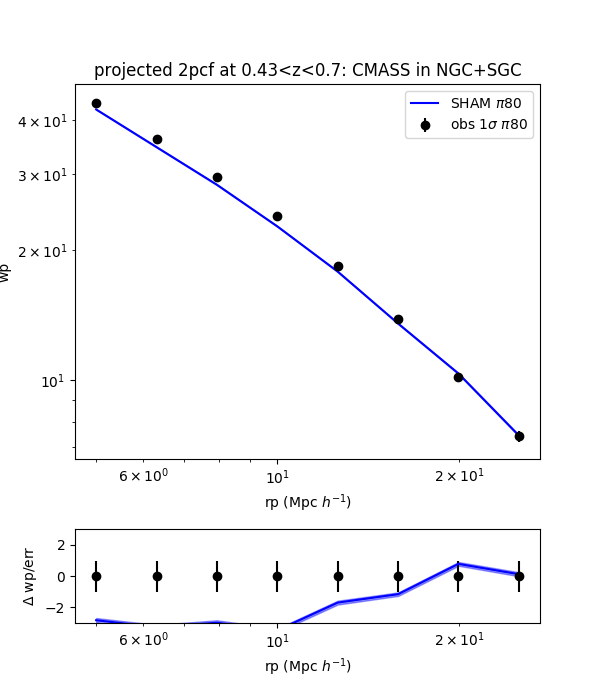 projected 2pcf at 0.43<z<0.7: CMASS in NGC+SGC
SHAM π80
obs 1σ π80
4 × 10¹
3 × 10¹
2 × 10¹
10¹
wp
6 × 10⁰
10¹
2 × 10¹
rp (Mpc h⁻¹)
2
0
−2
Δ wp/err
6 × 10⁰
10¹
2 × 10¹
rp (Mpc h⁻¹)